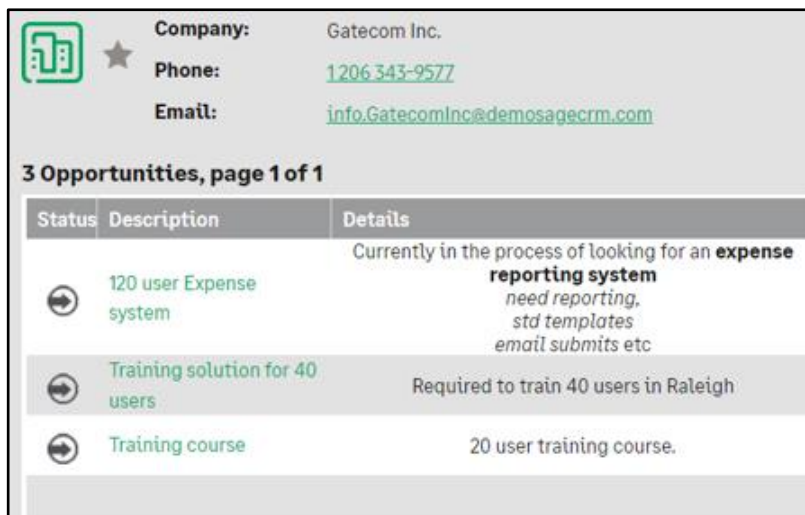 Company: Gatecom Inc.
Phone: 1 206 343-9577
Email: info.GatecomInc@demosagecrm.com
3 Opportunities, page 1 of 1
Status Description Details
120 user Expense
system
Currently in the process of looking for an expense
reporting system
need reporting,
std templates
email submits etc
Training solution for 40
users
Required to train 40 users in Raleigh
Training course 20 user training course.